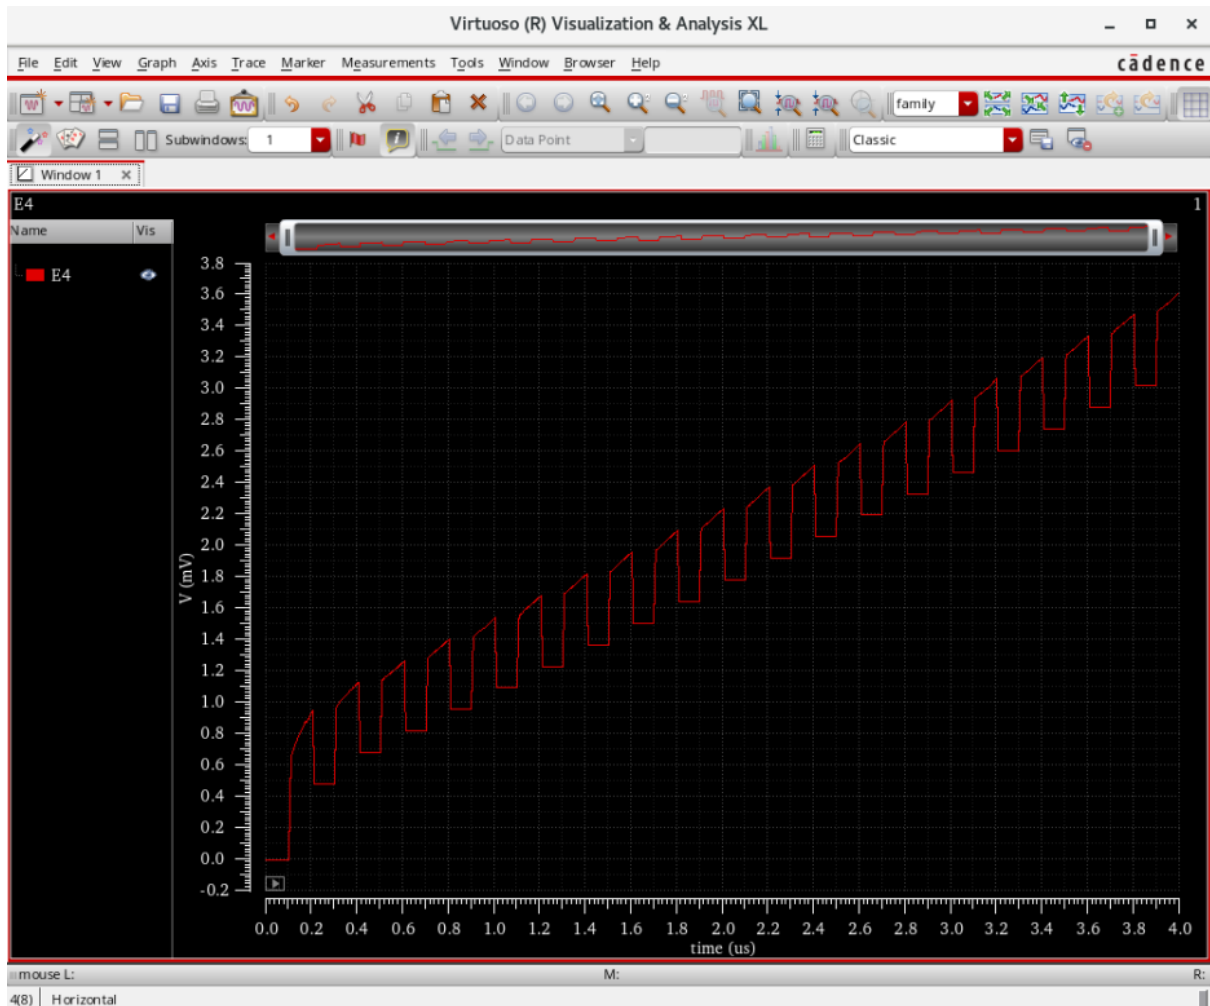 Virtuoso (R) Visualization & Analysis XL
File Edit View Graph Axis Trace Marker Measurements Tools Window Browser Help cādence
family
Subwindows: 1 Data Point Classic
Window 1
E4 1
Name Vis
E4
3.8
3.6
3.4
3.2
3.0
2.8
2.6
2.4
2.2
2.0
1.8
1.6
1.4
1.2
1.0
0.8
0.6
0.4
0.2
0.0
-0.2
V (mV)
0.0 0.2 0.4 0.6 0.8 1.0 1.2 1.4 1.6 1.8 2.0 2.2 2.4 2.6 2.8 3.0 3.2 3.4 3.6 3.8 4.0
time (us)
mouse L: M: R:
4(8) Horizontal